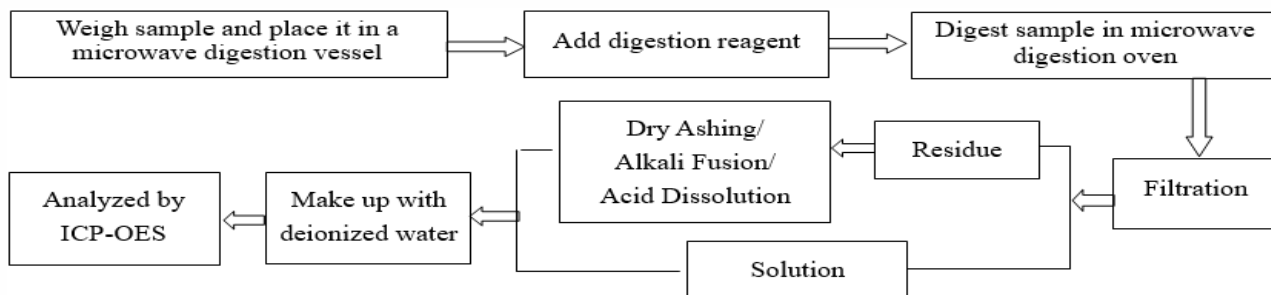 Weigh sample and place it in a
microwave digestion vessel
Add digestion reagent
Digest sample in microwave
digestion oven
Filtration
Residue
Dry Ashing/
Alkali Fusion/
Acid Dissolution
Solution
Make up with
deionized water
Analyzed by
ICP-OES